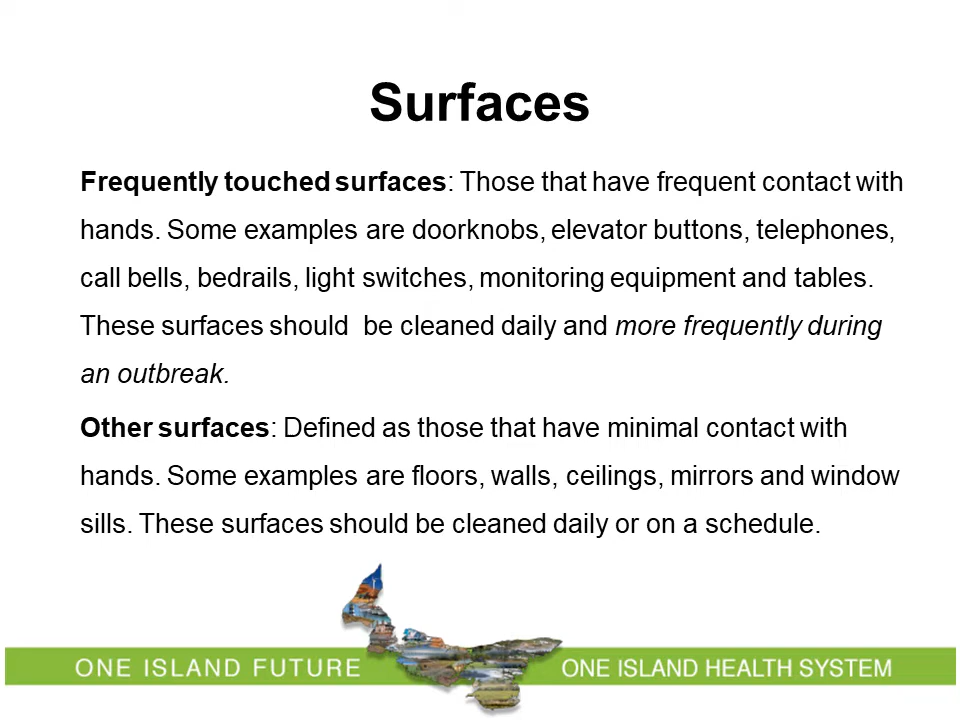 Surfaces
Frequently touched surfaces: Those that have frequent contact with
hands. Some examples are doorknobs, elevator buttons, telephones,
call bells, bedrails, light switches, monitoring equipment and tables.
These surfaces should  be cleaned daily and more frequently during
an outbreak.
Other surfaces: Defined as those that have minimal contact with
hands. Some examples are floors, walls, ceilings, mirrors and window
sills. These surfaces should be cleaned daily or on a schedule.
ONE ISLAND FUTURE ONE ISLAND HEALTH SYSTEM